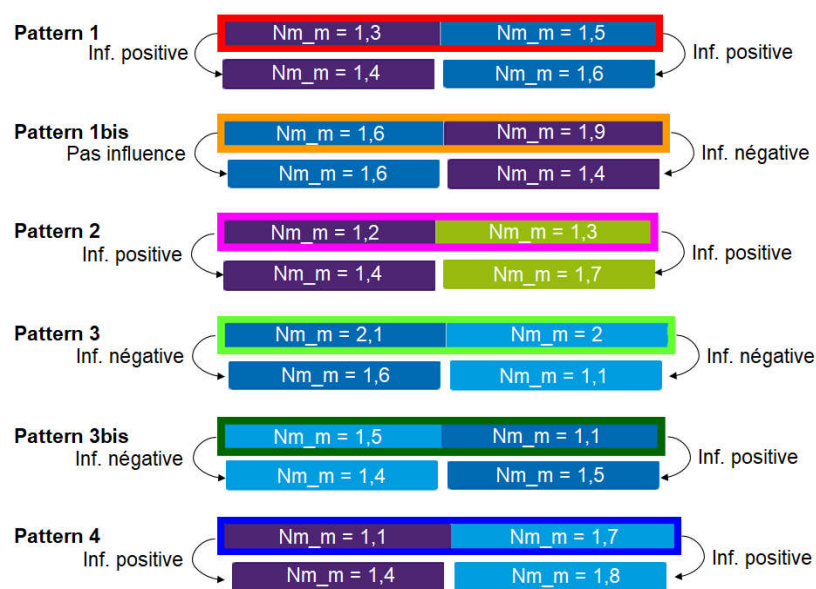 Pattern 1
Inf. positive
Nm_m = 1,3 Nm_m = 1,5
Nm_m = 1,4 Nm_m = 1,6
Inf. positive
Pattern 1bis
Pas influence
Nm_m = 1,6 Nm_m = 1,9
Nm_m = 1,6 Nm_m = 1,4
Inf. négative
Pattern 2
Inf. positive
Nm_m = 1,2 Nm_m = 1,3
Nm_m = 1,4 Nm_m = 1,7
Inf. positive
Pattern 3
Inf. négative
Nm_m = 2,1 Nm_m = 2
Nm_m = 1,6 Nm_m = 1,1
Inf. négative
Pattern 3bis
Inf. négative
Nm_m = 1,5 Nm_m = 1,1
Nm_m = 1,4 Nm_m = 1,5
Inf. positive
Pattern 4
Inf. positive
Nm_m = 1,1 Nm_m = 1,7
Nm_m = 1,4 Nm_m = 1,8
Inf. positive